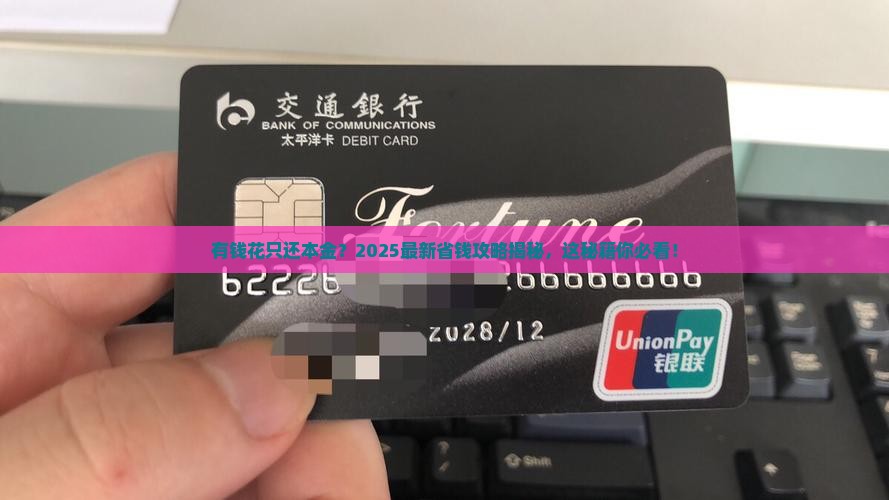 交通銀行
BANK OF COMMUNICATIONS
太平洋卡 DEBIT CARD
Fortune
有钱花只还本金？2025最新省钱攻略揭秘，这秘籍你必看！
2028/12
UnionPay
银联
Shift